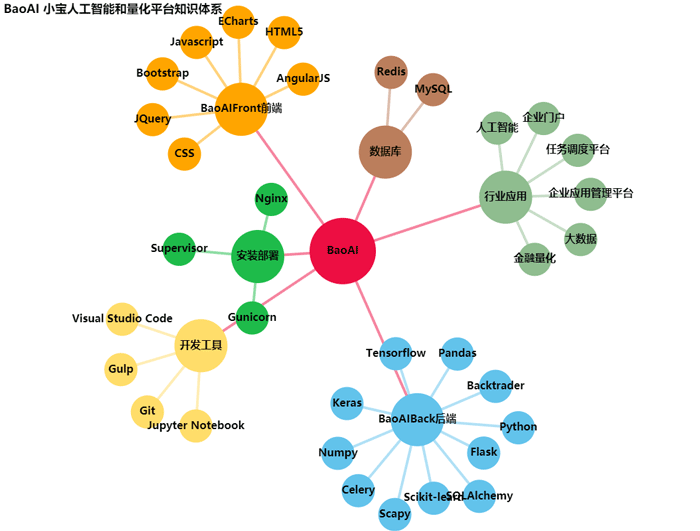 BaoAI 小宝人工智能和量化平台知识体系
ECharts
HTML5
Javascript
Bootstrap
AngularJS
BaoAIFront前端
JQuery
CSS
Redis
MySQL
数据库
人工智能
企业门户
任务调度平台
行业应用
企业应用管理平台
大数据
金融量化
Nginx
Supervisor
安装部署
Gunicorn
BaoAI
Visual Studio Code
开发工具
Gulp
Git
Jupyter Notebook
Tensorflow
Pandas
Backtrader
Keras
BaoAIBack后端
Python
Numpy
Flask
Celery
Scikit-learn
SQLAlchemy
Scapy